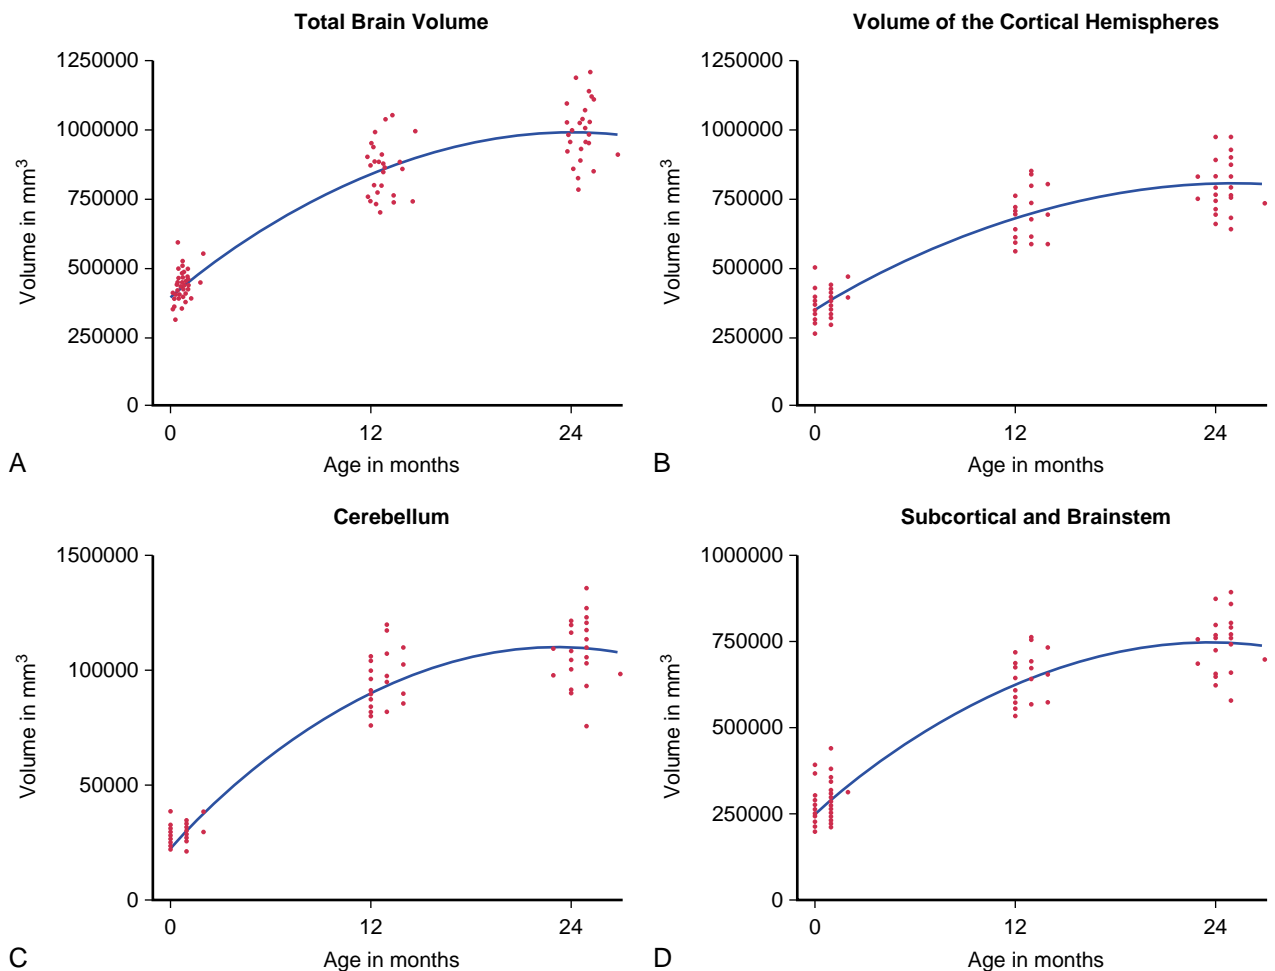 Total Brain Volume
Volume in mm3
1250000
1000000
750000
500000
250000
0
0 12 24
Age in months
A
Volume of the Cortical Hemispheres
Volume in mm3
1250000
1000000
750000
500000
250000
0
0 12 24
Age in months
B
Cerebellum
Volume in mm3
1500000
100000
50000
0
0 12 24
Age in months
C
Subcortical and Brainstem
Volume in mm3
1000000
750000
500000
250000
0
0 12 24
Age in months
D